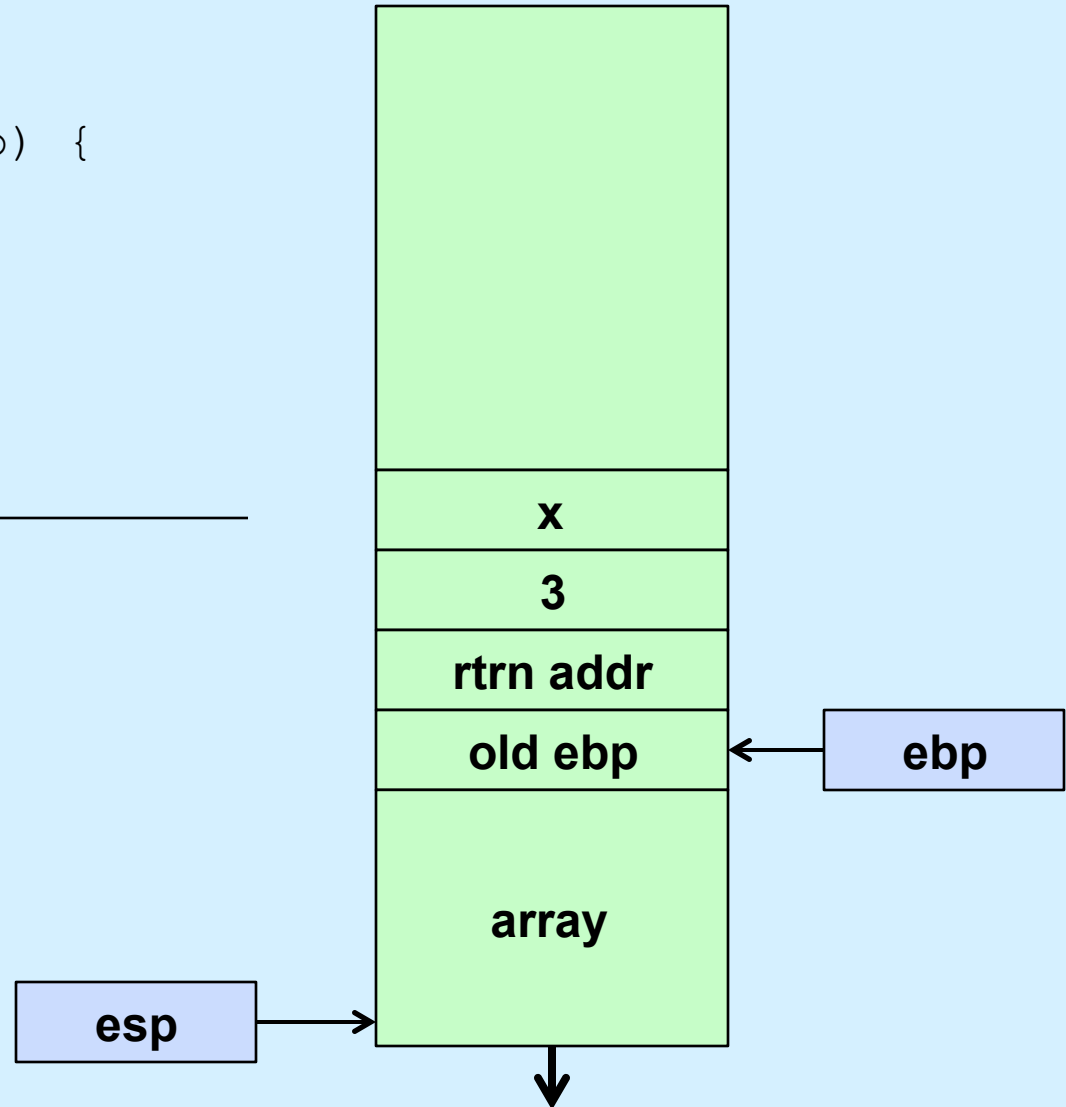 ) {
x
3
rtrn addr
old ebp
ebp
array
esp